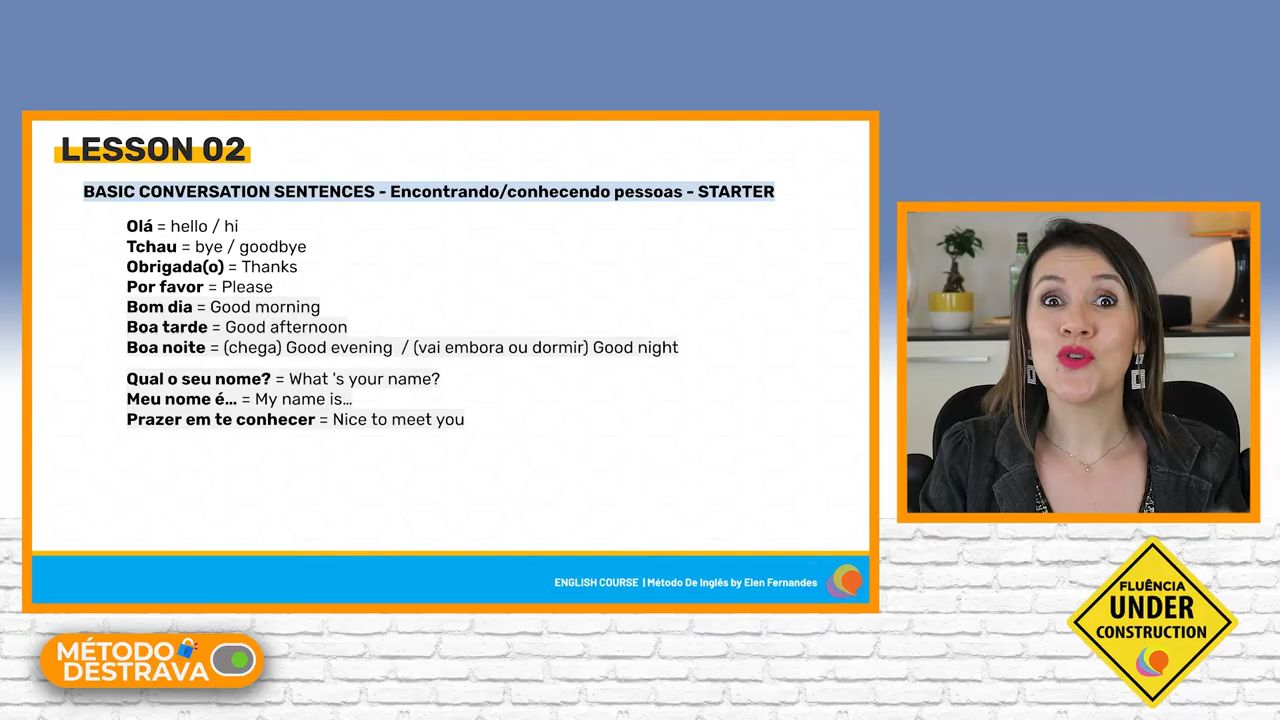 LESSON 02
BASIC CONVERSATION SENTENCES - Encontrando/conhecendo pessoas - STARTER
Olá = hello / hi
Tchau = bye / goodbye
Obrigada(o) = Thanks
Por favor = Please
Bom dia = Good morning
Boa tarde = Good afternoon
Boa noite = (chega) Good evening / (vai embora ou dormir) Good night
Qual o seu nome? = What 's your name?
Meu nome é... = My name is...
Prazer em te conhecer = Nice to meet you
ENGLISH COURSE | Método De Inglês by Elen Fernandes
MÉTODO
DESTRAVA
FLUÊNCIA
UNDER
CONSTRUCTION